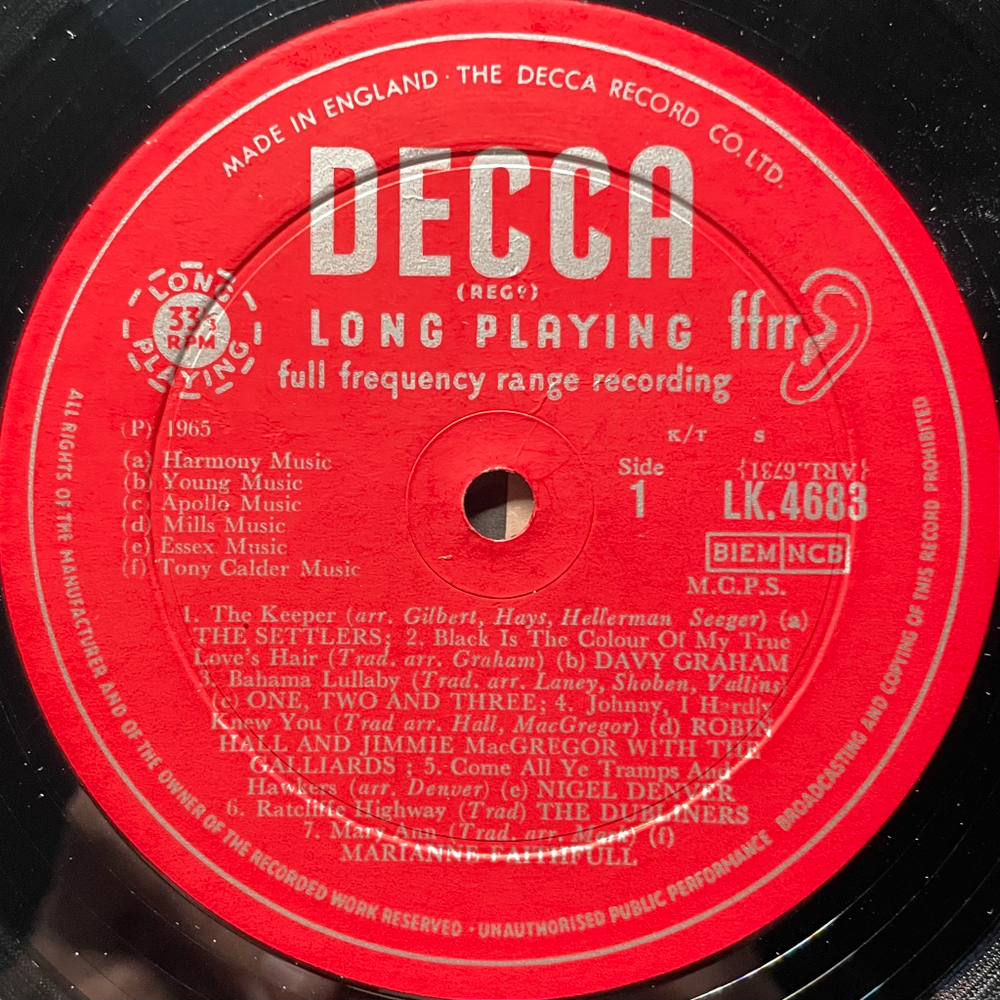 MADE IN ENGLAND · THE DECCA RECORD CO. LTD.
DECCA
(REGD)
LONG PLAYING
full frequency range recording
ffrr
LONG
33⅓
RPM
PLAYING
(P) 1965
(a) Harmony Music
(b) Young Music
(c) Apollo Music
(d) Mills Music
(e) Essex Music
(f) Tony Calder Music
K/T S
Side
1
(ARL.6731)
LK.4683
BIEM NCB
M.C.P.S.
1. The Keeper (arr. Gilbert, Hays, Hellerman Seeger) (a)
THE SETTLERS; 2. Black Is The Colour Of My True
Love's Hair (Trad. arr. Graham) (b) DAVY GRAHAM
3. Bahama Lullaby (Trad. arr. Laney, Shoben, Vallins)
(c) ONE, TWO AND THREE; 4. Johnny, I Hardly
Knew You (Trad arr. Hall, MacGregor) (d) ROBIN
HALL AND JIMMIE MacGREGOR WITH THE
GALLIARDS ; 5. Come All Ye Tramps And
Hawkers (arr. Denver) (e) NIGEL DENVER
6. Ratcliffe Highway (Trad) THE DUBLINERS
7. Mary Ann (Trad. arr. Mark) (f)
MARIANNE FAITHFULL
ALL RIGHTS OF THE MANUFACTURER AND OF THE OWNER OF THE RECORDED WORK RESERVED · UNAUTHORISED PUBLIC PERFORMANCE BROADCASTING AND COPYING OF THIS RECORD PROHIBITED